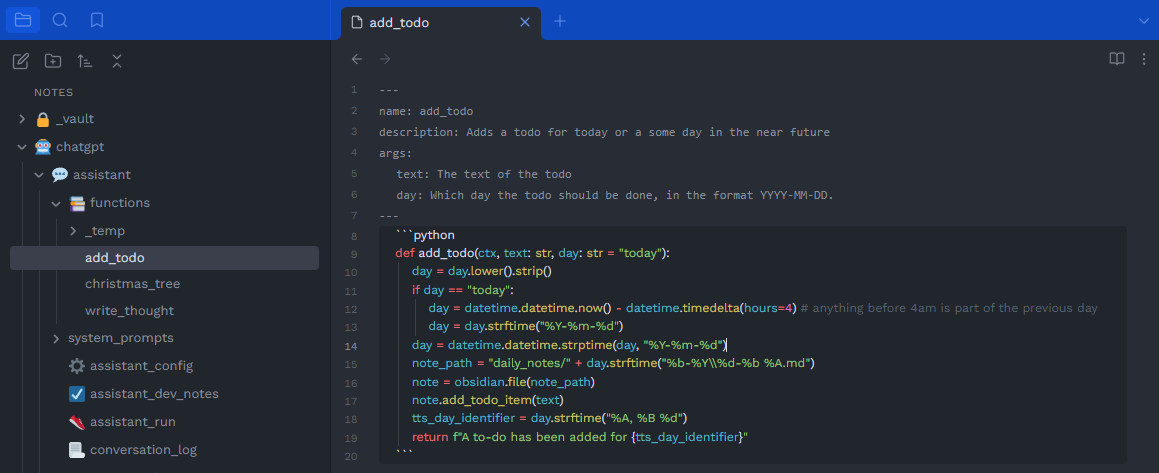 add_todo
NOTES
_vault
chatgpt
assistant
functions
_temp
add_todo
christmas_tree
write_thought
system_prompts
assistant_config
assistant_dev_notes
assistant_run
conversation_log
1 ---
2 name: add_todo
3 description: Adds a todo for today or a some day in the near future
4 args:
5   text: The text of the todo
6   day: Which day the todo should be done, in the format YYYY-MM-DD.
7 ---
8 ```python
9 def add_todo(ctx, text: str, day: str = "today"):
10     day = day.lower().strip()
11     if day == "today":
12         day = datetime.datetime.now() - datetime.timedelta(hours=4) # anything before 4am is part of the previous day
13         day = day.strftime("%Y-%m-%d")
14     day = datetime.datetime.strptime(day, "%Y-%m-%d")
15     note_path = "daily_notes/" + day.strftime("%b-%Y\\%d-%b %A.md")
16     note = obsidian.file(note_path)
17     note.add_todo_item(text)
18     tts_day_identifier = day.strftime("%A, %B %d")
19     return f"A to-do has been added for {tts_day_identifier}"
20 ```